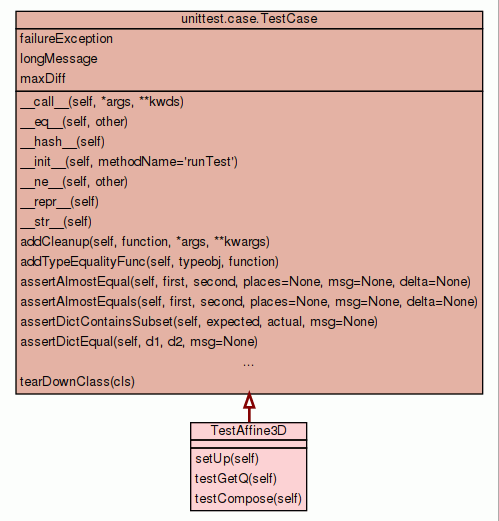 unittest.case.TestCase
failureException
longMessage
maxDiff
__call__(self, *args, **kwds)
__eq__(self, other)
__hash__(self)
__init__(self, methodName='runTest')
__ne__(self, other)
__repr__(self)
__str__(self)
addCleanup(self, function, *args, **kwargs)
addTypeEqualityFunc(self, typeobj, function)
assertAlmostEqual(self, first, second, places=None, msg=None, delta=None)
assertAlmostEquals(self, first, second, places=None, msg=None, delta=None)
assertDictContainsSubset(self, expected, actual, msg=None)
assertDictEqual(self, d1, d2, msg=None)
...
tearDownClass(cls)
TestAffine3D
setUp(self)
testGetQ(self)
testCompose(self)